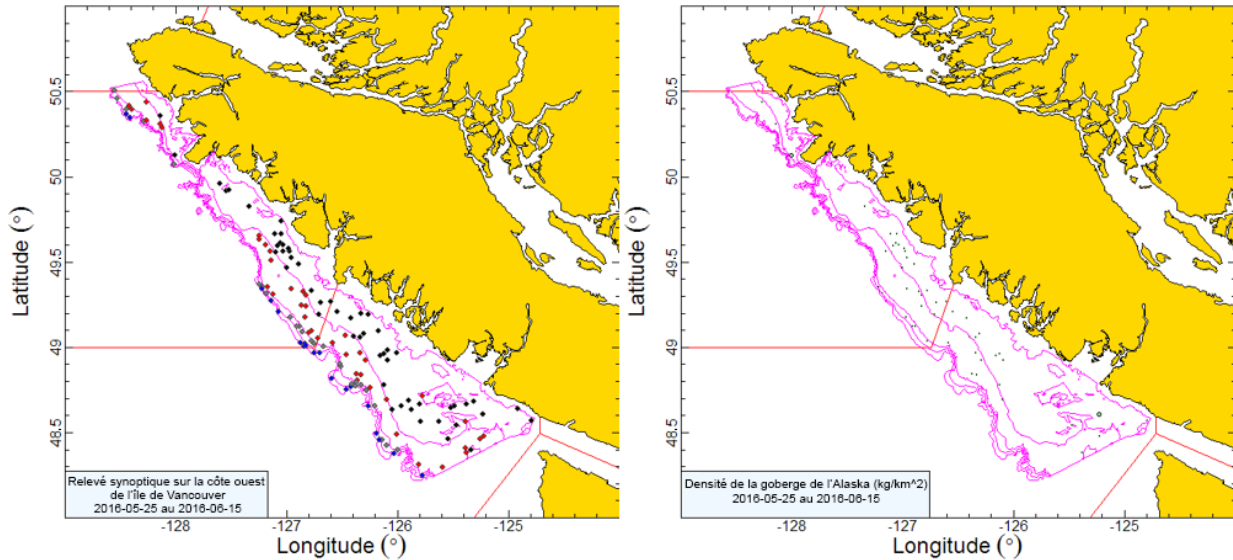 50.5
50
49.5
49
48.5
Latitude (°)
Relevé synoptique sur la côte ouest
de l'île de Vancouver
2016-05-25 au 2016-06-15
-128
-127
-126
-125
Longitude (°)
50.5
50
49.5
49
48.5
Latitude (°)
Densité de la goberge de l'Alaska (kg/km^2)
2016-05-25 au 2016-06-15
-128
-127
-126
-125
Longitude (°)